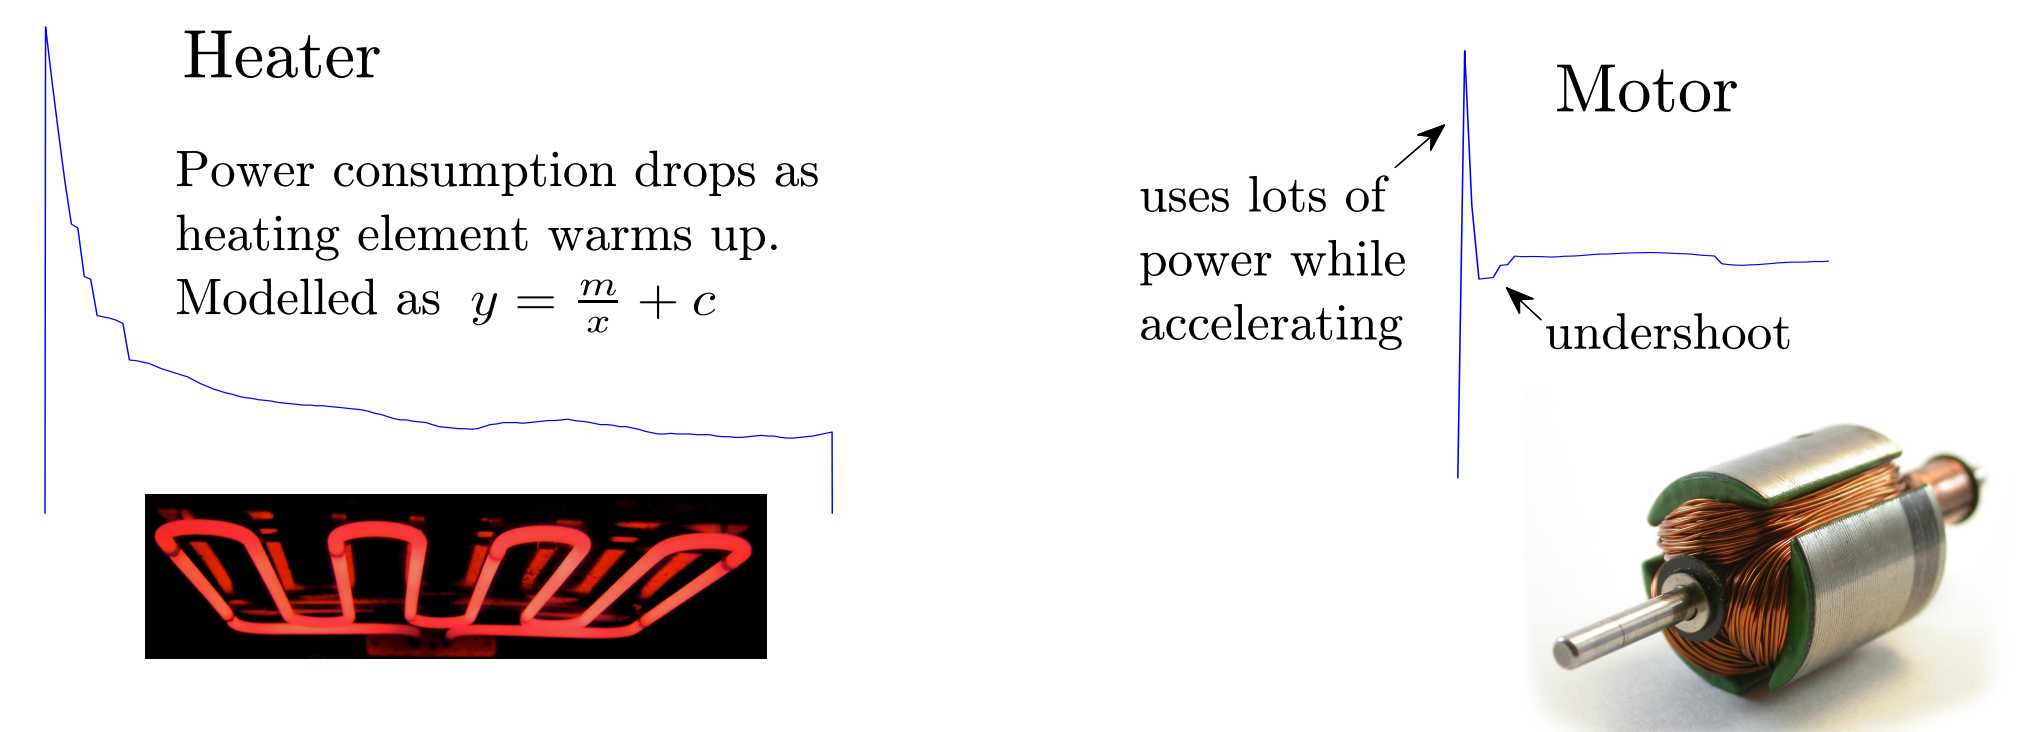 Heater
Power consumption drops as
heating element warms up.
Modelled as y = m/x + c
Motor
uses lots of
power while
accelerating
undershoot